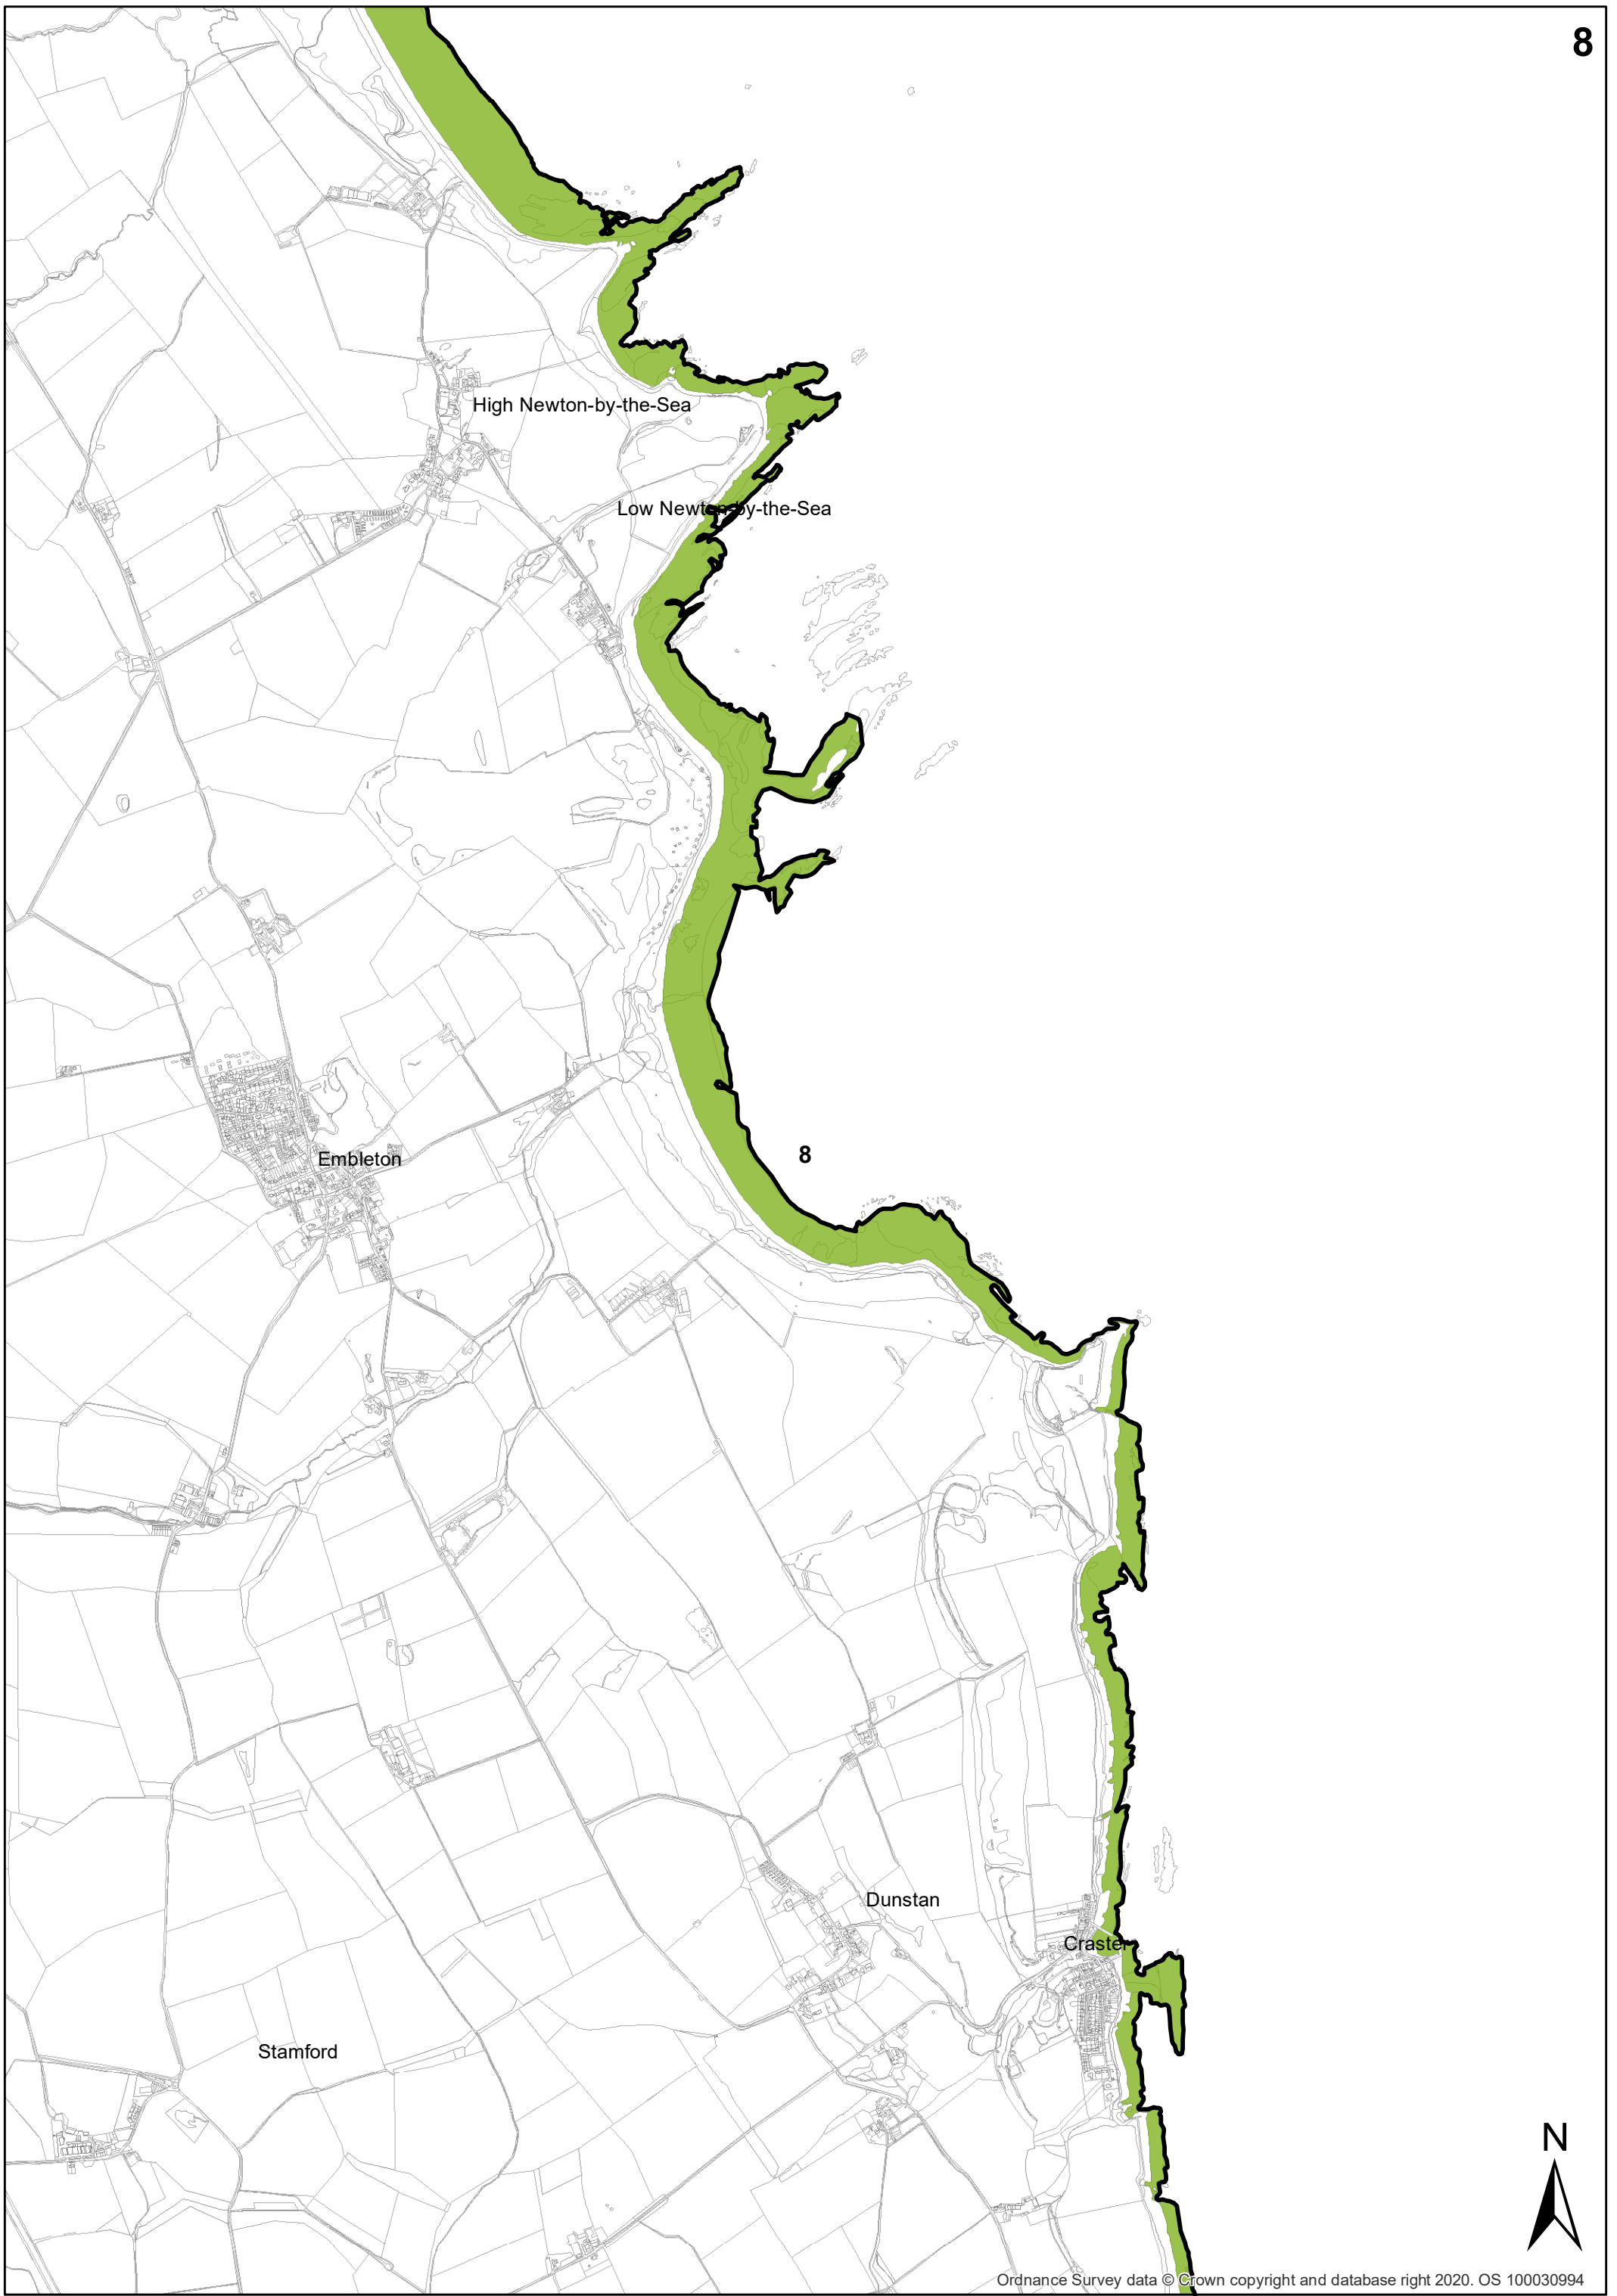 8
High Newton-by-the-Sea
Low Newton-by-the-Sea
8
Embleton
Dunstan
Craster
Stamford
N
Ordnance Survey data © Crown copyright and database right 2020. OS 100030994